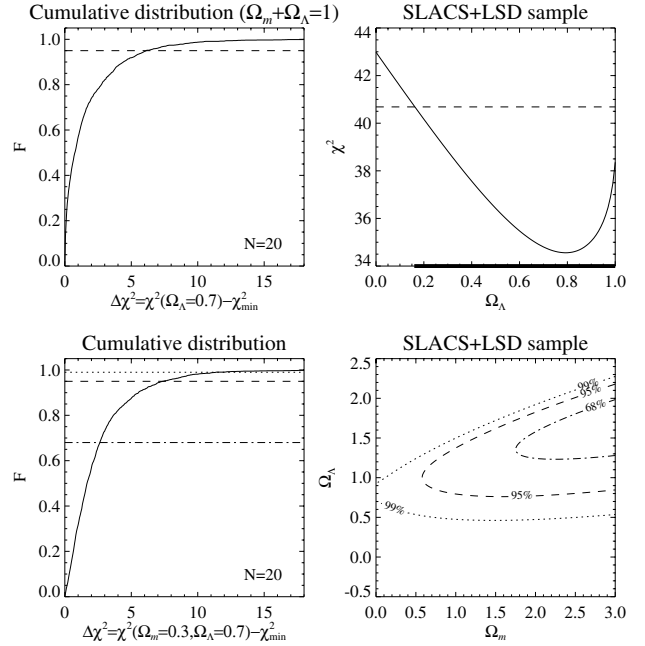 Cumulative distribution (Ωm+ΩΛ=1)
1.0
0.8
0.6
0.4
0.2
0.0
F
N=20
0 5 10 15
Δχ²=χ²(ΩΛ=0.7)−χ²min
SLACS+LSD sample
44
42
40
38
36
34
χ²
0.0 0.2 0.4 0.6 0.8 1.0
ΩΛ
Cumulative distribution
1.0
0.8
0.6
0.4
0.2
0.0
F
N=20
0 5 10 15
Δχ²=χ²(Ωm=0.3,ΩΛ=0.7)−χ²min
SLACS+LSD sample
2.5
2.0
1.5
1.0
0.5
0.0
-0.5
ΩΛ
99%
95%
68%
95%
99%
0.0 0.5 1.0 1.5 2.0 2.5 3.0
Ωm